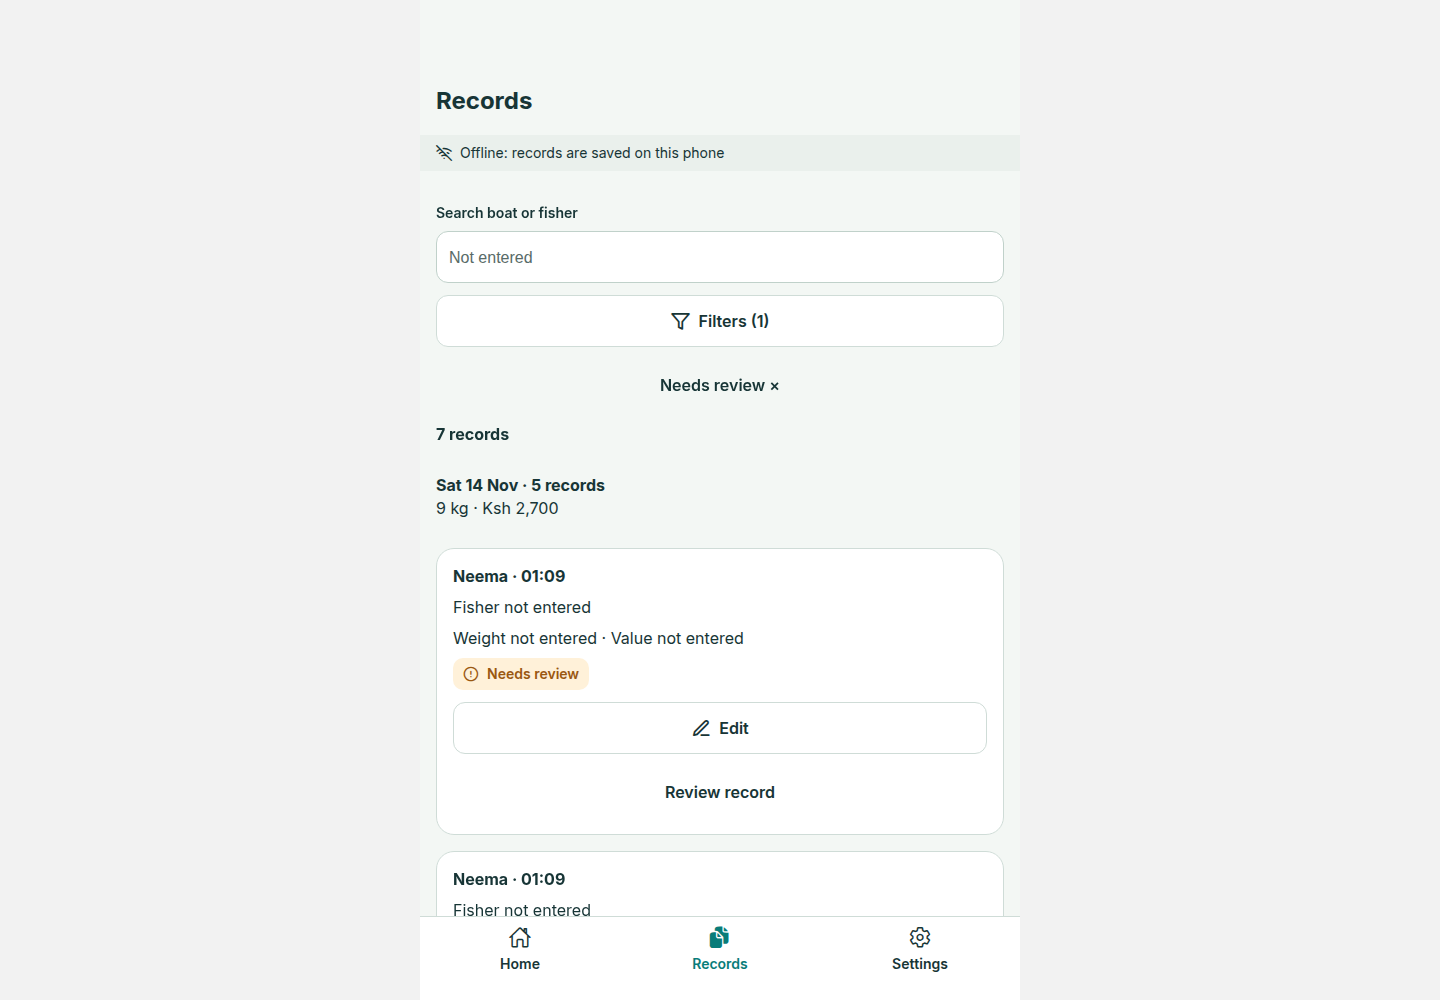 Records
Offline: records are saved on this phone
Search boat or fisher
Not entered
Filters (1)
Needs review ×
7 records
Sat 14 Nov · 5 records
9 kg · Ksh 2,700
Neema · 01:09
Fisher not entered
Weight not entered · Value not entered
Needs review
Edit
Review record
Neema · 01:09
Fisher not entered
Home
Records
Settings